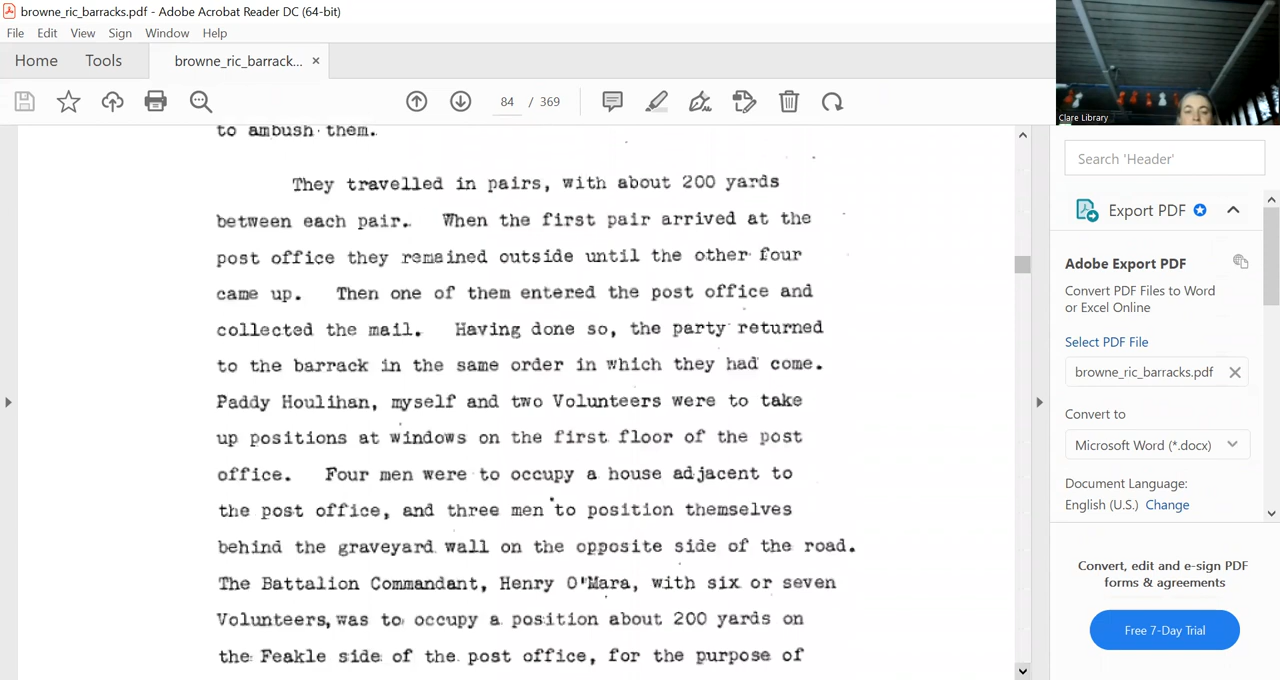 browne_ric_barracks.pdf - Adobe Acrobat Reader DC (64-bit)
File Edit View Sign Window Help
Home Tools browne_ric_barrack... ×
84 / 369
Clare Library
to ambush them.
They travelled in pairs, with about 200 yards
between each pair. When the first pair arrived at the
post office they remained outside until the other four
came up. Then one of them entered the post office and
collected the mail. Having done so, the party returned
to the barrack in the same order in which they had come.
Paddy Houlihan, myself and two Volunteers were to take
up positions at windows on the first floor of the post
office. Four men were to occupy a house adjacent to
the post office, and three men to position themselves
behind the graveyard wall on the opposite side of the road.
The Battalion Commandant, Henry O'Mara, with six or seven
Volunteers, was to occupy a position about 200 yards on
the Feakle side of the post office, for the purpose of
Search 'Header'
Export PDF
Adobe Export PDF
Convert PDF Files to Word
or Excel Online
Select PDF File
browne_ric_barracks.pdf
Convert to
Microsoft Word (*.docx)
Document Language:
English (U.S.) Change
Convert, edit and e-sign PDF
forms & agreements
Free 7-Day Trial